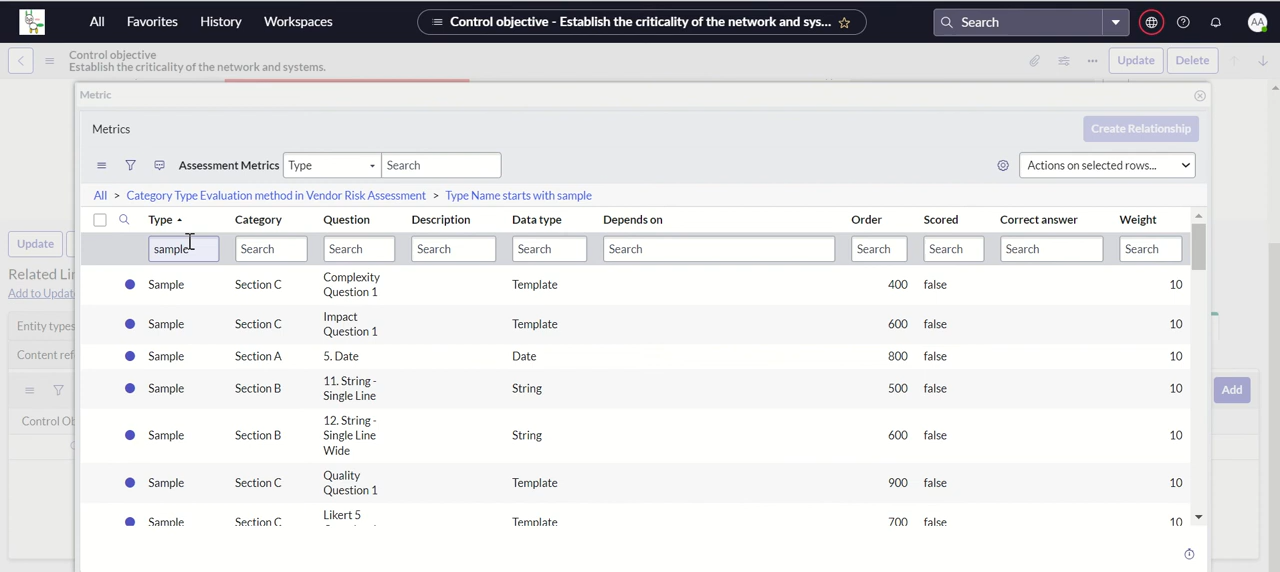 All Favorites History Workspaces Control objective - Establish the criticality of the network and sys... Search AA
Control objective
Establish the criticality of the network and systems. Update Delete
Metric
Metrics Create Relationship
Assessment Metrics Type Search Actions on selected rows...
All > Category Type Evaluation method in Vendor Risk Assessment > Type Name starts with sample
Type Category Question Description Data type Depends on Order Scored Correct answer Weight
sample Search Search Search Search Search Search Search Search Search
Sample Section C Complexity Question 1 Template 400 false 10
Sample Section C Impact Question 1 Template 600 false 10
Sample Section A 5. Date Date 800 false 10
Sample Section B 11. String - Single Line String 500 false 10
Sample Section B 12. String - Single Line Wide String 600 false 10
Sample Section C Quality Question 1 Template 900 false 10
Sample Section C Likert 5 Template 700 false 10
Update
Related Lin
Add to Update
Entity types
Content ref
Add
Control Ob